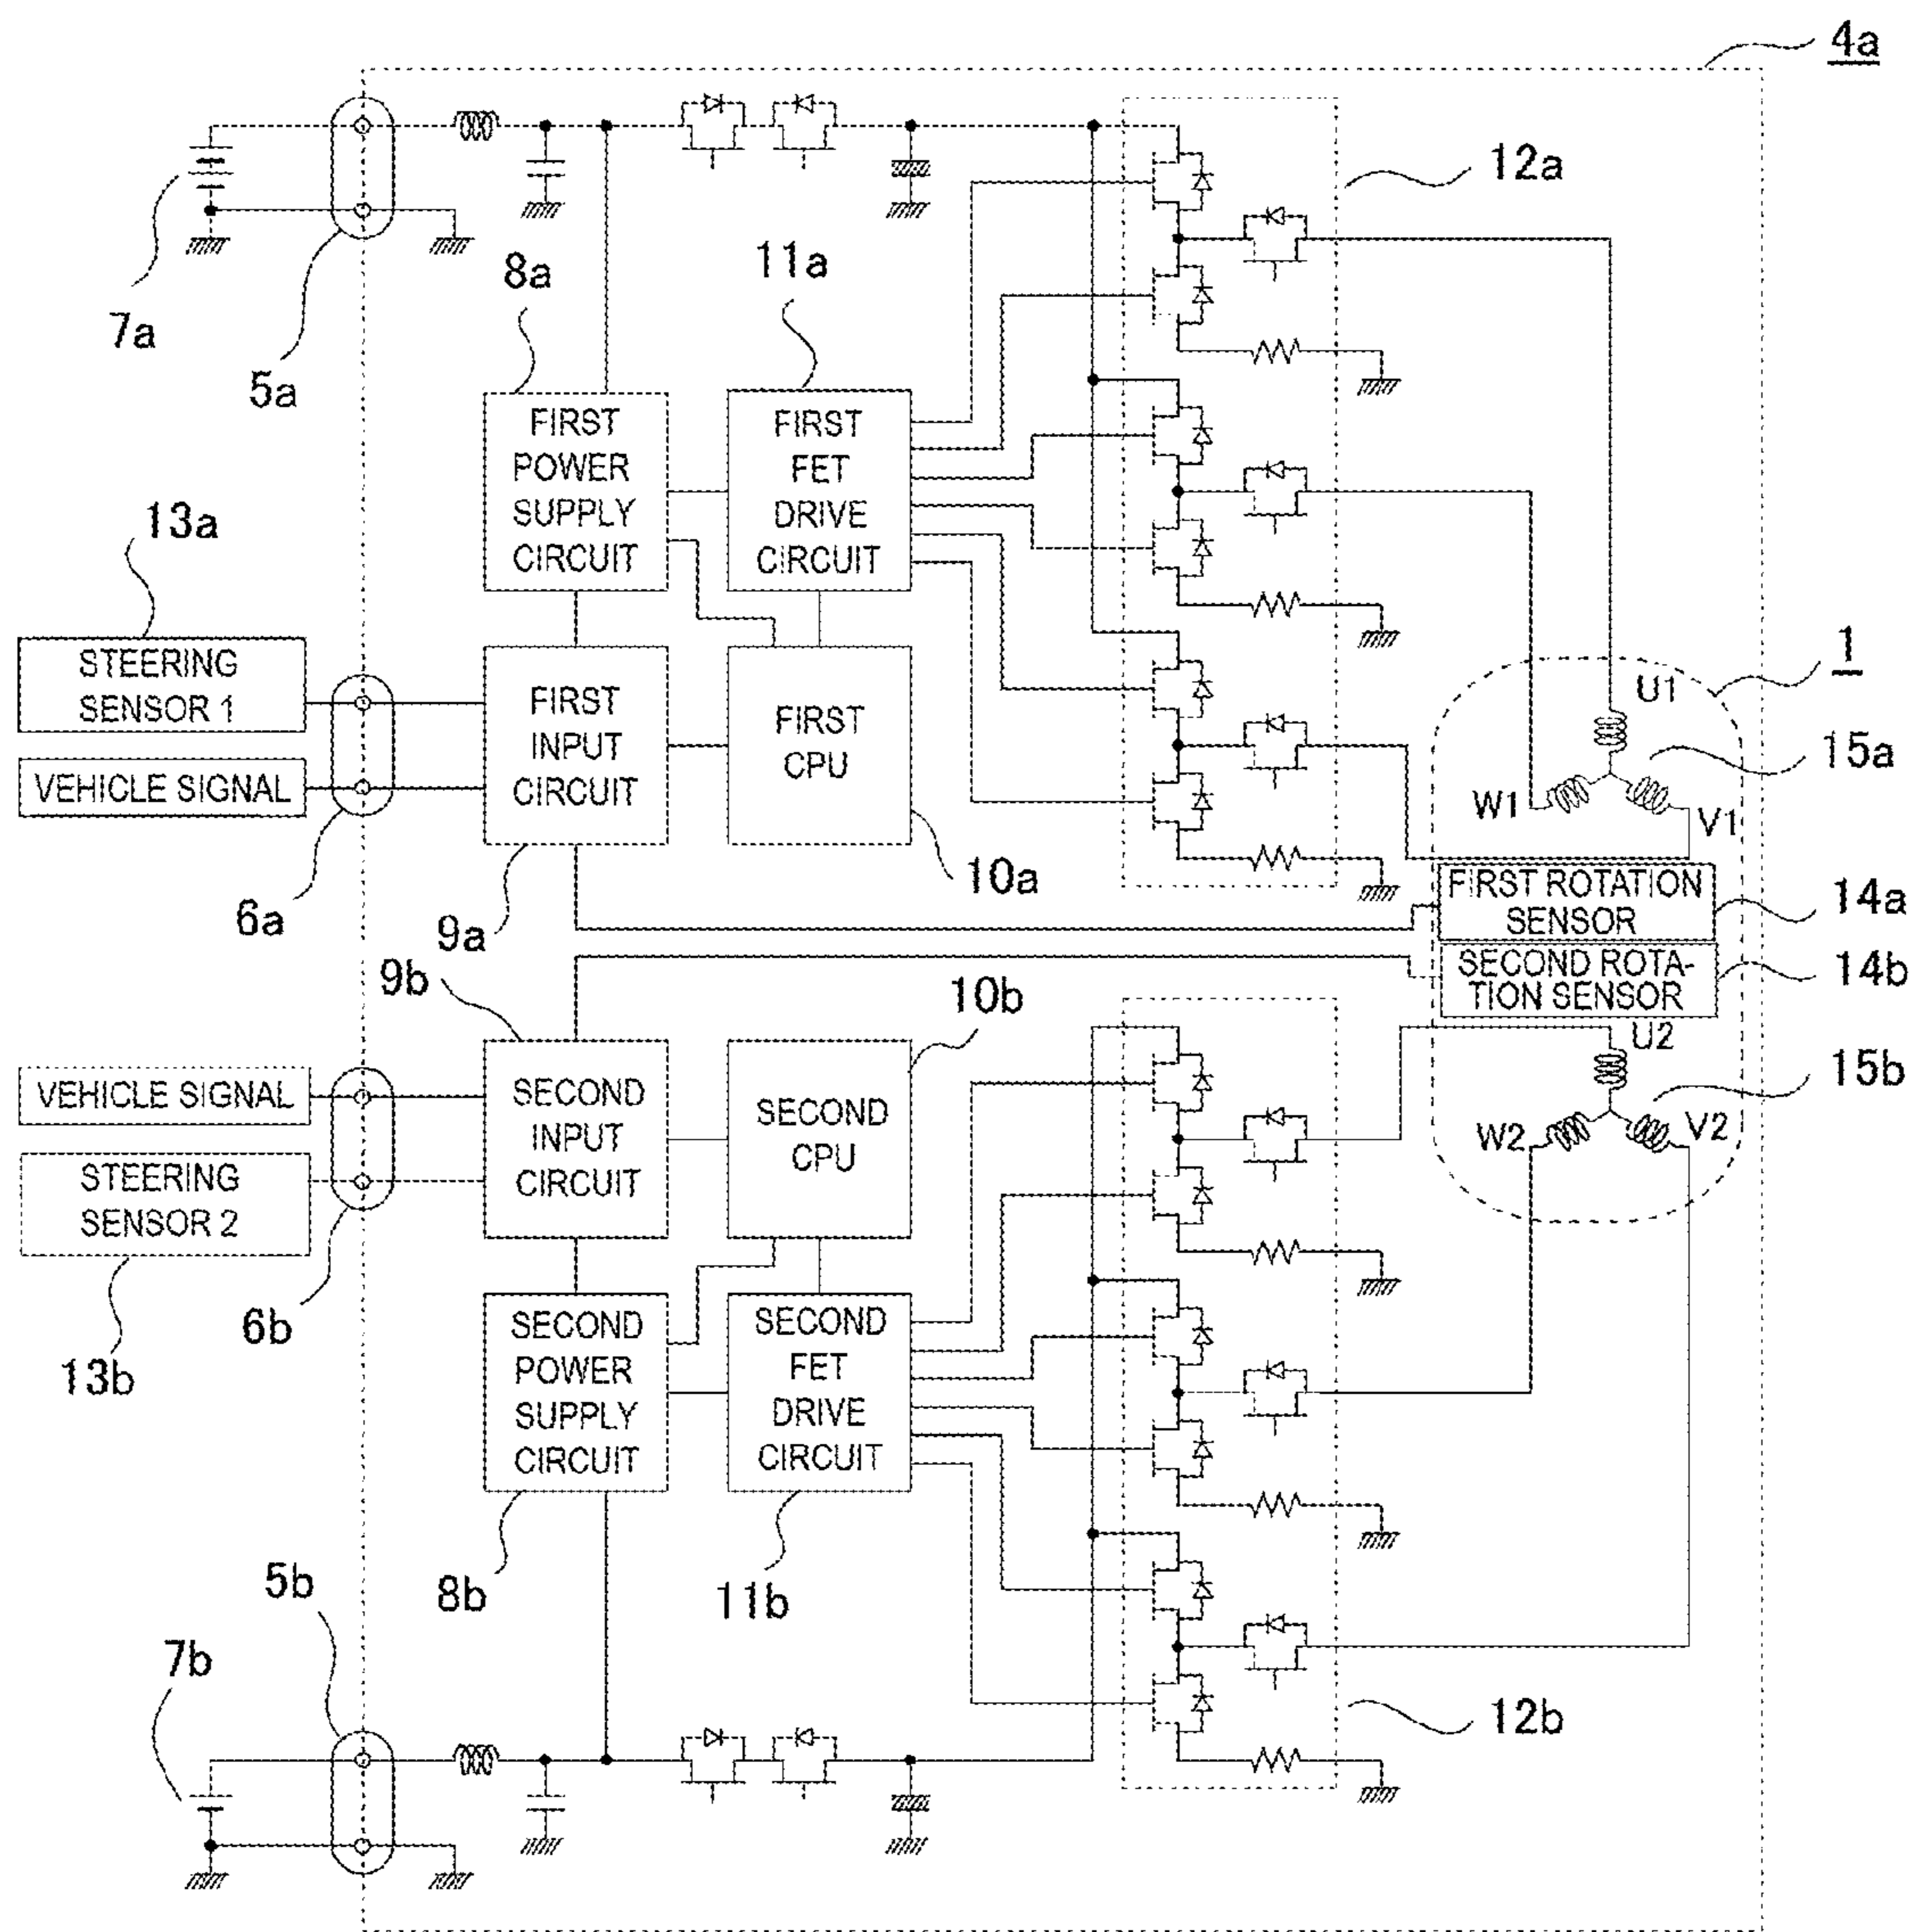 4a
12a
8a
11a
7a
5a
FIRST
POWER
SUPPLY
CIRCUIT
FIRST
FET
DRIVE
CIRCUIT
13a
STEERING
SENSOR 1
VEHICLE SIGNAL
FIRST
INPUT
CIRCUIT
FIRST
CPU
1
U1
15a
W1
V1
6a
9a
10a
FIRST ROTATION
SENSOR
14a
SECOND ROTA-
TION SENSOR
14b
9b
10b
U2
15b
W2
V2
VEHICLE SIGNAL
STEERING
SENSOR 2
SECOND
INPUT
CIRCUIT
SECOND
CPU
6b
13b
SECOND
POWER
SUPPLY
CIRCUIT
SECOND
FET
DRIVE
CIRCUIT
5b
8b
11b
7b
12b